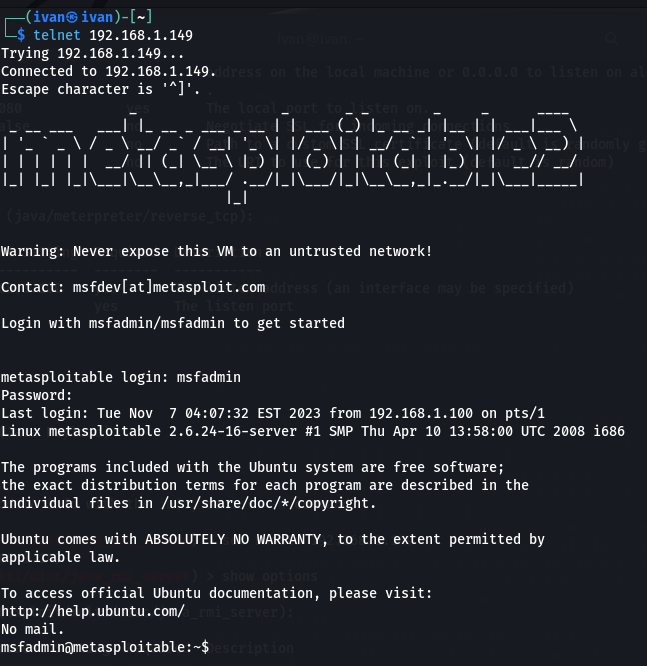 ┌──(ivan㉿ivan)-[~]
└─$ telnet 192.168.1.149
Trying 192.168.1.149...
Connected to 192.168.1.149.
Escape character is '^]'.
metasploitable2
Warning: Never expose this VM to an untrusted network!
Contact: msfdev[at]metasploit.com
Login with msfadmin/msfadmin to get started
metasploitable login: msfadmin
Password:
Last login: Tue Nov  7 04:07:32 EST 2023 from 192.168.1.100 on pts/1
Linux metasploitable 2.6.24-16-server #1 SMP Thu Apr 10 13:58:00 UTC 2008 i686
The programs included with the Ubuntu system are free software;
the exact distribution terms for each program are described in the
individual files in /usr/share/doc/*/copyright.
Ubuntu comes with ABSOLUTELY NO WARRANTY, to the extent permitted by
applicable law.
To access official Ubuntu documentation, please visit:
http://help.ubuntu.com/
No mail.
msfadmin@metasploitable:~$